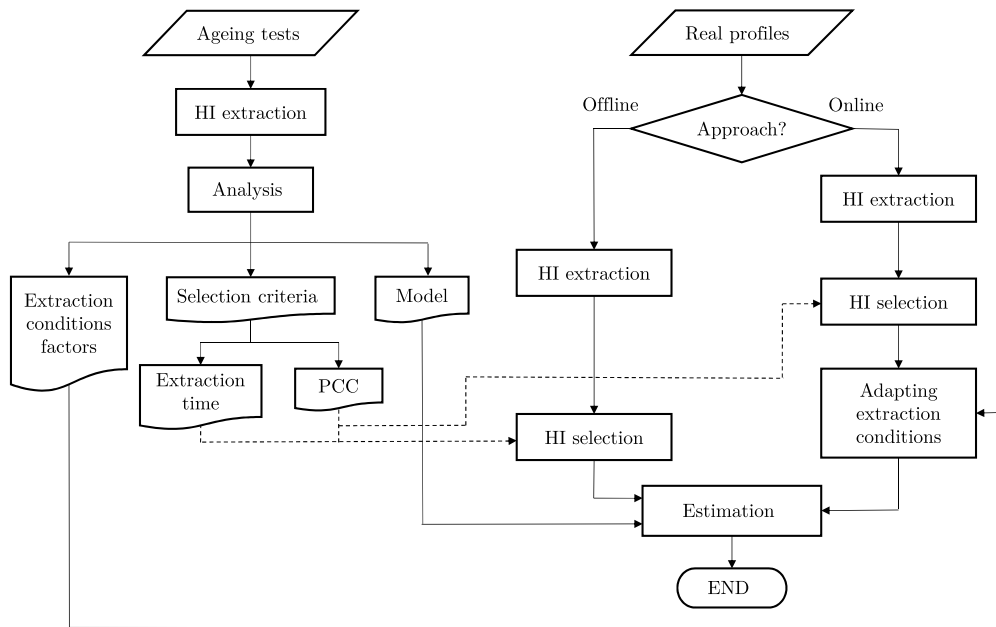 Ageing tests
Real profiles
HI extraction
Offline
Online
Approach?
Analysis
HI extraction
HI extraction
Extraction
conditions
factors
Selection criteria
Model
HI selection
Extraction
time
PCC
Adapting
extraction
conditions
HI selection
Estimation
END